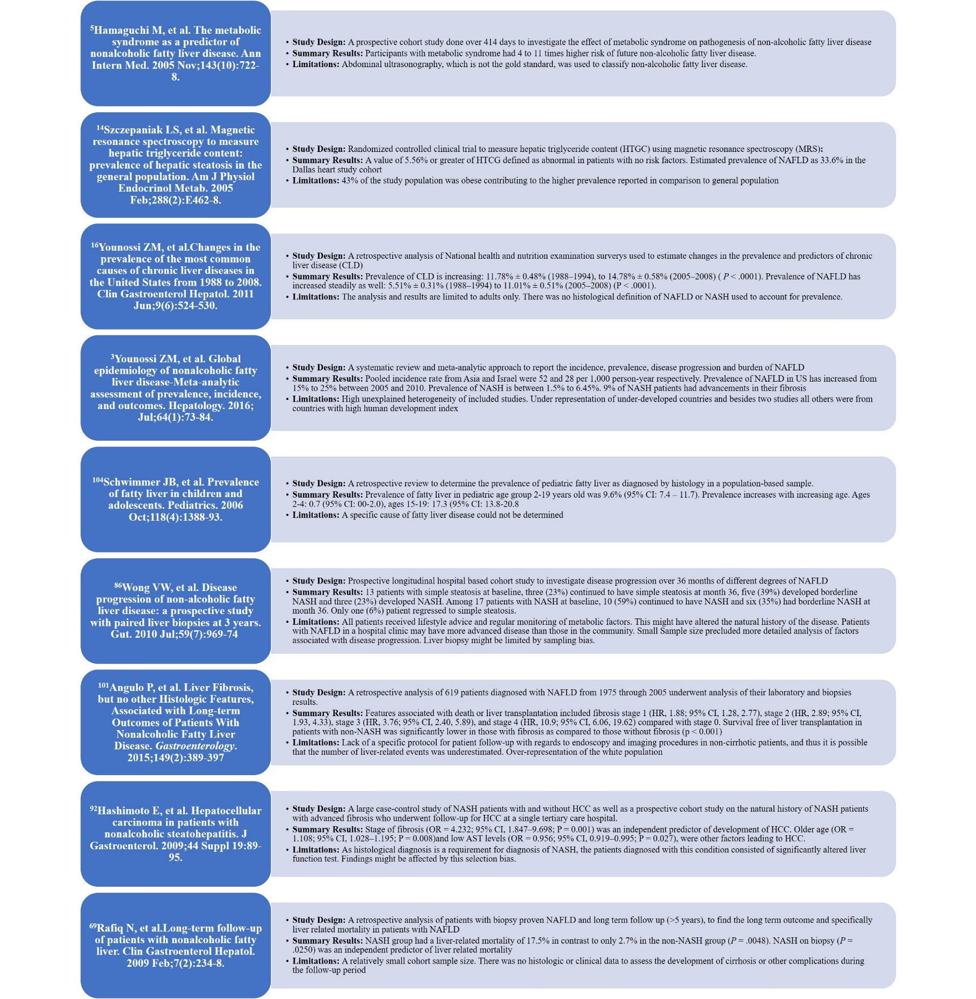 ⁵Hamaguchi M, et al. The metabolic
syndrome as a predictor of
nonalcoholic fatty liver disease. Ann
Intern Med. 2005 Nov;143(10):722-
8.
• Study Design: A prospective cohort study done over 414 days to investigate the effect of metabolic syndrome on pathogenesis of non-alcoholic fatty liver disease
• Summary Results: Participants with metabolic syndrome had 4 to 11 times higher risk of future non-alcoholic fatty liver disease.
• Limitations: Abdominal ultrasonography, which is not the gold standard, was used to classify non-alcoholic fatty liver disease.
¹⁴Szczepaniak LS, et al. Magnetic
resonance spectroscopy to measure
hepatic triglyceride content:
prevalence of hepatic steatosis in the
general population. Am J Physiol
Endocrinol Metab. 2005
Feb;288(2):E462-8.
• Study Design: Randomized controlled clinical trial to measure hepatic triglyceride content (HTGC) using magnetic resonance spectroscopy (MRS):
• Summary Results: A value of 5.56% or greater of HTCG defined as abnormal in patients with no risk factors. Estimated prevalence of NAFLD as 33.6% in the
Dallas heart study cohort
• Limitations: 43% of the study population was obese contributing to the higher prevalence reported in comparison to general population
¹⁶Younossi ZM, et al.Changes in the
prevalence of the most common
causes of chronic liver diseases in
the United States from 1988 to 2008.
Clin Gastroenterol Hepatol. 2011
Jun;9(6):524-530.
• Study Design: A retrospective analysis of National health and nutrition examination surverys used to estimate changes in the prevalence and predictors of chronic
liver disease (CLD)
• Summary Results: Prevalence of CLD is increasing: 11.78% ± 0.48% (1988–1994), to 14.78% ± 0.58% (2005–2008) ( P < .0001). Prevalence of NAFLD has
increased steadily as well: 5.51% ± 0.31% (1988–1994) to 11.01% ± 0.51% (2005–2008) (P < .0001).
• Limitations: The analysis and results are limited to adults only. There was no histological definition of NAFLD or NASH used to account for prevalence.
³Younossi ZM, et al. Global
epidemiology of nonalcoholic fatty
liver disease-Meta-analytic
assessment of prevalence, incidence,
and outcomes. Hepatology. 2016;
Jul;64(1):73-84.
• Study Design: A systematic review and meta-analytic approach to report the incidence, prevalence, disease progression and burden of NAFLD
• Summary Results: Pooled incidence rate from Asia and Israel were 52 and 28 per 1,000 person-year respectively. Prevalence of NAFLD in US has increased from
15% to 25% between 2005 and 2010. Prevalence of NASH is between 1.5% to 6.45%. 9% of NASH patients had advancements in their fibrosis
• Limitations: High unexplained heterogeneity of included studies. Under representation of under-developed countries and besides two studies all others were from
countries with high human development index
¹⁰⁴Schwimmer JB, et al. Prevalence
of fatty liver in children and
adolescents. Pediatrics. 2006
Oct;118(4):1388-93.
• Study Design: A retrospective review to determine the prevalence of pediatric fatty liver as diagnosed by histology in a population-based sample.
• Summary Results: Prevalence of fatty liver in pediatric age group 2-19 years old was 9.6% (95% CI: 7.4 – 11.7). Prevalence increases with increasing age. Ages
2-4: 0.7 (95% CI: 00-2.0), ages 15-19: 17.3 (95% CI: 13.8-20.8
• Limitations: A specific cause of fatty liver disease could not be determined
⁸⁶Wong VW, et al. Disease
progression of non-alcoholic fatty
liver disease: a prospective study
with paired liver biopsies at 3 years.
Gut. 2010 Jul;59(7):969-74
• Study Design: Prospective longitudinal hospital based cohort study to investigate disease progression over 36 months of different degrees of NAFLD
• Summary Results: 13 patients with simple steatosis at baseline, three (23%) continued to have simple steatosis at month 36, five (39%) developed borderline
NASH and three (23%) developed NASH. Among 17 patients with NASH at baseline, 10 (59%) continued to have NASH and six (35%) had borderline NASH at
month 36. Only one (6%) patient regressed to simple steatosis.
• Limitations: All patients received lifestyle advice and regular monitoring of metabolic factors. This might have altered the natural history of the disease. Patients
with NAFLD in a hospital clinic may have more advanced disease than those in the community. Small Sample size precluded more detailed analysis of factors
associated with disease progression. Liver biopsy might be limited by sampling bias.
¹⁰¹Angulo P, et al. Liver Fibrosis,
but no other Histologic Features,
Associated with Long-term
Outcomes of Patients With
Nonalcoholic Fatty Liver
Disease. Gastroenterology.
2015;149(2):389-397
• Study Design: A retrospective analysis of 619 patients diagnosed with NAFLD from 1975 through 2005 underwent analysis of their laboratory and biopsies
results.
• Summary Results: Features associated with death or liver transplantation included fibrosis stage 1 (HR, 1.88; 95% CI, 1.28, 2.77), stage 2 (HR, 2.89; 95% CI,
1.93, 4.33), stage 3 (HR, 3.76; 95% CI, 2.40, 5.89), and stage 4 (HR, 10.9; 95% CI, 6.06, 19.62) compared with stage 0. Survival free of liver transplantation in
patients with non-NASH was significantly lower in those with fibrosis as compared to those without fibrosis (p < 0.001)
• Limitations: Lack of a specific protocol for patient follow-up with regards to endoscopy and imaging procedures in non-cirrhotic patients, and thus it is possible
that the number of liver-related events was underestimated. Over-representation of the white population
⁹²Hashimoto E, et al. Hepatocellular
carcinoma in patients with
nonalcoholic steatohepatitis. J
Gastroenterol. 2009;44 Suppl 19:89-
95.
• Study Design: A large case-control study of NASH patients with and without HCC as well as a prospective cohort study on the natural history of NASH patients
with advanced fibrosis who underwent follow-up for HCC at a single tertiary care hospital.
• Summary Results: Stage of fibrosis (OR = 4.232; 95% CI, 1.847–9.698; P = 0.001) was an independent predictor of development of HCC. Older age (OR =
1.108; 95% CI, 1.028–1.195; P = 0.008)and low AST levels (OR = 0.956; 95% CI, 0.919–0.995; P = 0.027), were other factors leading to HCC.
• Limitations: As histological diagnosis is a requirement for diagnosis of NASH, the patients diagnosed with this condition consisted of significantly altered liver
function test. Findings might be affected by this selection bias.
⁶⁹Rafiq N, et al.Long-term follow-up
of patients with nonalcoholic fatty
liver. Clin Gastroenterol Hepatol.
2009 Feb;7(2):234-8.
• Study Design: A retrospective analysis of patients with biopsy proven NAFLD and long term follow up (>5 years), to find the long term outcome and specifically
liver related mortality in patients with NAFLD
• Summary Results: NASH group had a liver-related mortality of 17.5% in contrast to only 2.7% in the non-NASH group (P = .0048). NASH on biopsy (P =
.0250) was an independent predictor of liver related mortality
• Limitations: A relatively small cohort sample size. There was no histologic or clinical data to assess the development of cirrhosis or other complications during
the follow-up period